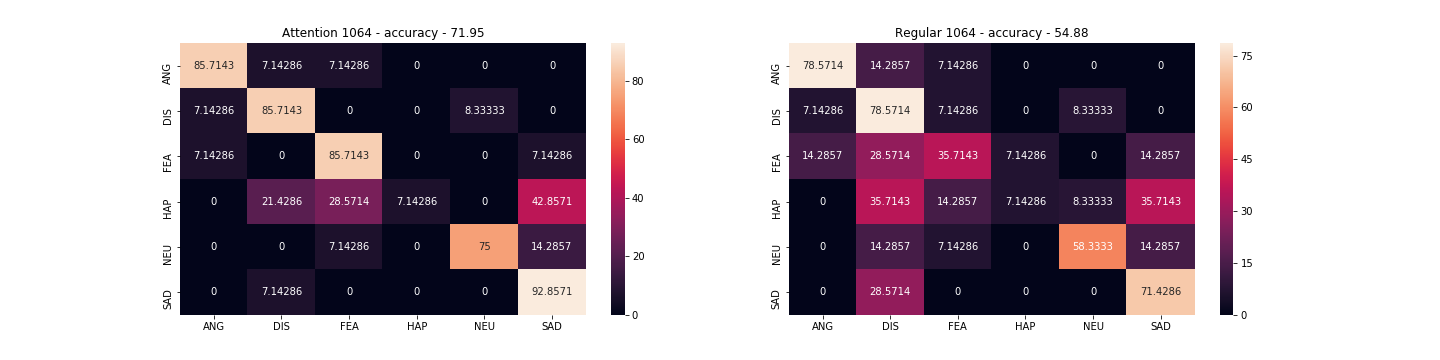 Attention 1064 - accuracy - 71.95
ANG 85.7143 7.14286 7.14286 0 0 0
DIS 7.14286 85.7143 0 0 8.33333 0
FEA 7.14286 0 85.7143 0 0 7.14286
HAP 0 21.4286 28.5714 7.14286 0 42.8571
NEU 0 0 7.14286 0 75 14.2857
SAD 0 7.14286 0 0 0 92.8571
ANG DIS FEA HAP NEU SAD
80
60
40
20
0
Regular 1064 - accuracy - 54.88
ANG 78.5714 14.2857 7.14286 0 0 0
DIS 7.14286 78.5714 7.14286 0 8.33333 0
FEA 14.2857 28.5714 35.7143 7.14286 0 14.2857
HAP 0 35.7143 14.2857 7.14286 8.33333 35.7143
NEU 0 14.2857 7.14286 0 58.3333 14.2857
SAD 0 28.5714 0 0 0 71.4286
ANG DIS FEA HAP NEU SAD
75
60
45
30
15
0